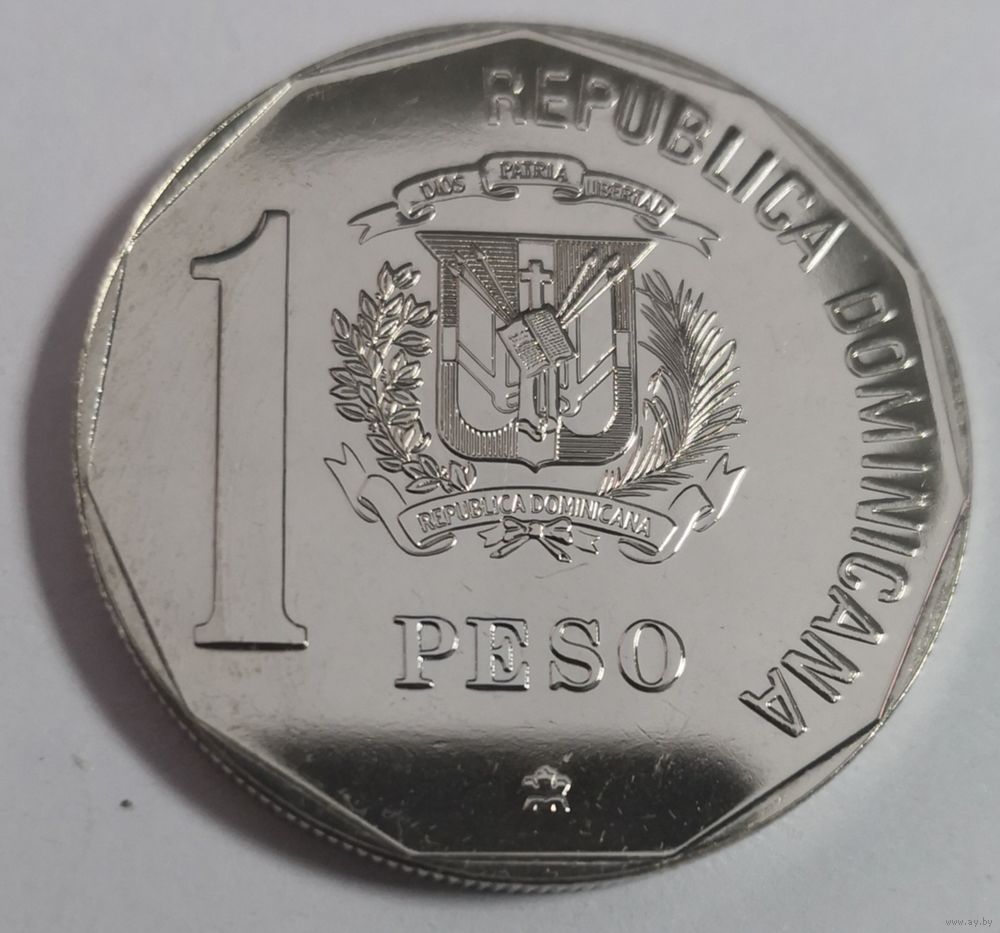 REPUBLICA DOMINICANA
DIOS PATRIA LIBERTAD
1
REPUBLICA DOMINICANA
PESO
www.ay.by